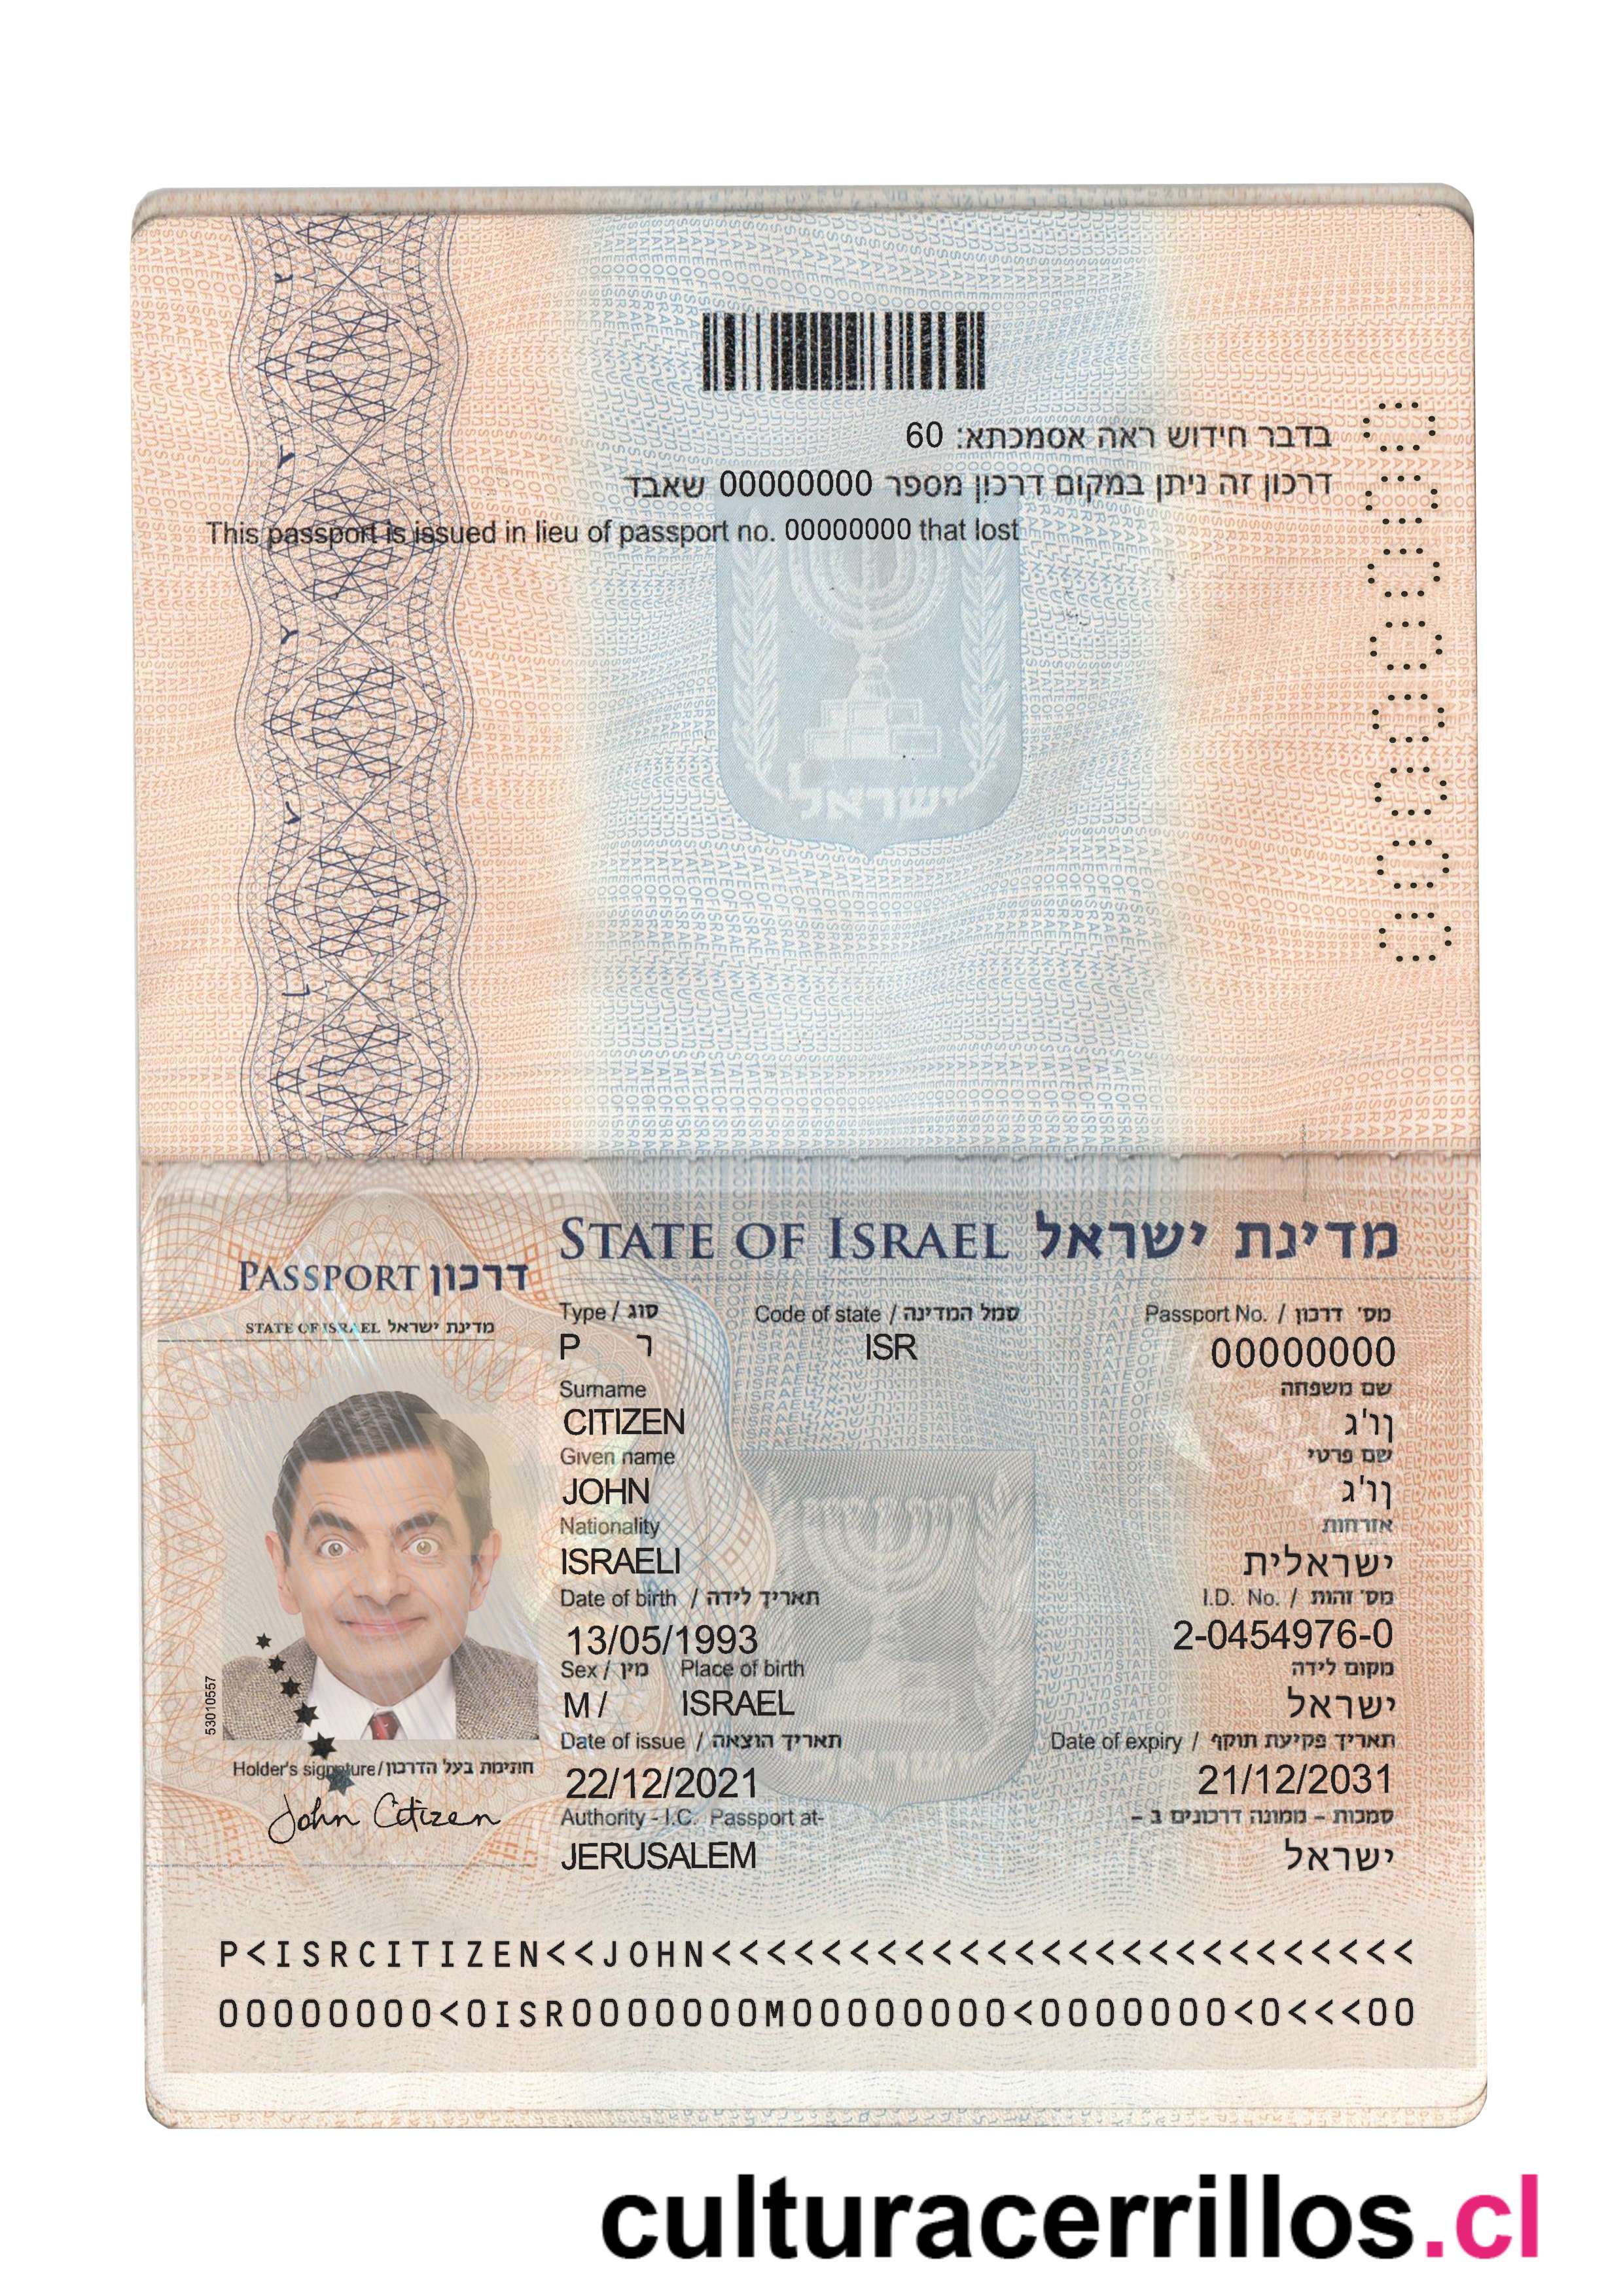 בדבר חידוש ראה אסמכתא: 60
דרכון זה ניתן במקום דרכון מספר 00000000 שאבד
This passport is issued in lieu of passport no. 00000000 that lost
00000000
ישראל
STATE OF ISRAEL מדינת ישראל
PASSPORT דרכון
STATE OF ISRAEL מדינת ישראל
Type / סוג Code of state / סמל המדינה Passport No. / מס' דרכון
P ר ISR 00000000
Surname שם משפחה
CITIZEN ג'ון
Given name שם פרטי
JOHN ג'ון
Nationality אזרחות
ISRAELI ישראלית
Date of birth / תאריך לידה I.D. No. / מס' זהות
13/05/1993 2-0454976-0
Sex / מין Place of birth מקום לידה
M / ISRAEL ישראל
Date of issue / תאריך הוצאה Date of expiry / תאריך פקיעת תוקף
22/12/2021 21/12/2031
Authority - I.C. Passport at- סמכות – ממונה דרכונים ב –
JERUSALEM ישראל
53010557
Holder's signature / חתימת בעל הדרכון
John Citizen
P<ISRCITIZEN<<JOHN<<<<<<<<<<<<<<<<<<<<<<<<<<
00000000<0ISR0000000M00000000<0000000<0<<<00
culturacerrillos.cl